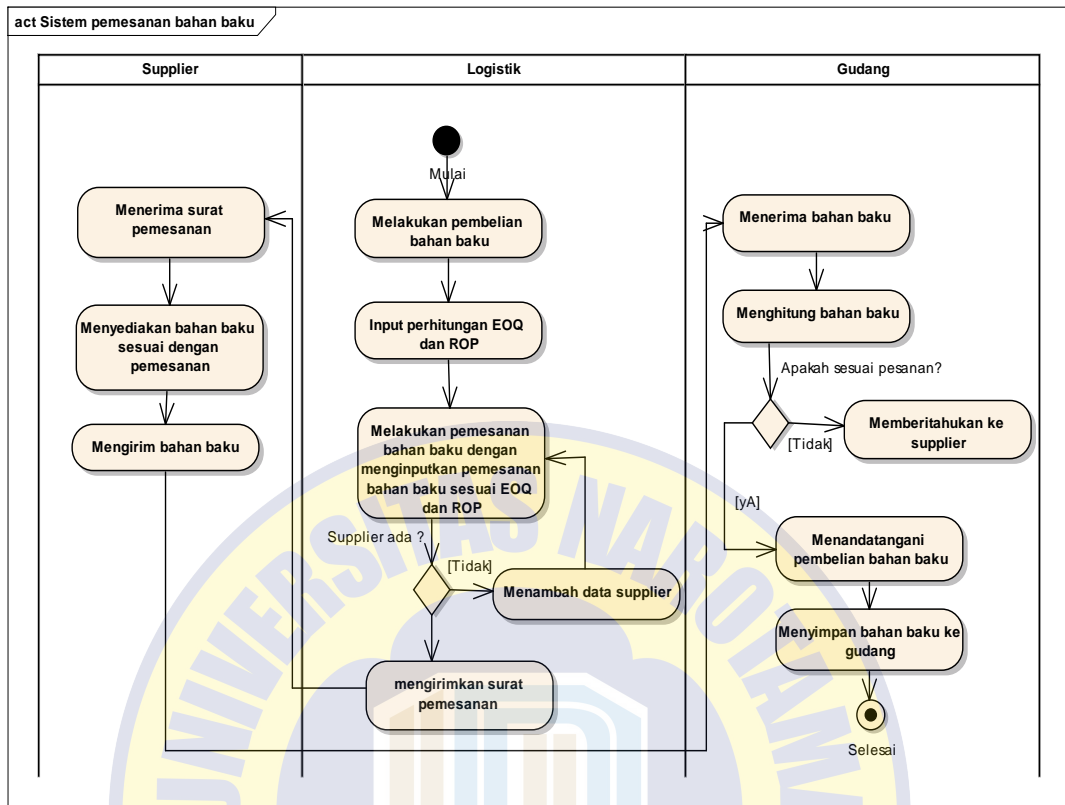 act Sistem pemesanan bahan baku
Supplier
Logistik
Gudang
Mulai
Menerima surat
pemesanan
Menyediakan bahan baku
sesuai dengan
pemesanan
Mengirim bahan baku
Melakukan pembelian
bahan baku
Input perhitungan EOQ
dan ROP
Melakukan pemesanan
bahan baku dengan
menginputkan pemesanan
bahan baku sesuai EOQ
dan ROP
Supplier ada ?
[Tidak]
Menambah data supplier
mengirimkan surat
pemesanan
Menerima bahan baku
Menghitung bahan baku
Apakah sesuai pesanan?
[Tidak]
Memberitahukan ke
supplier
[yA]
Menandatangani
pembelian bahan baku
Menyimpan bahan baku ke
gudang
Selesai
UNIVERSITAS NAROTAM